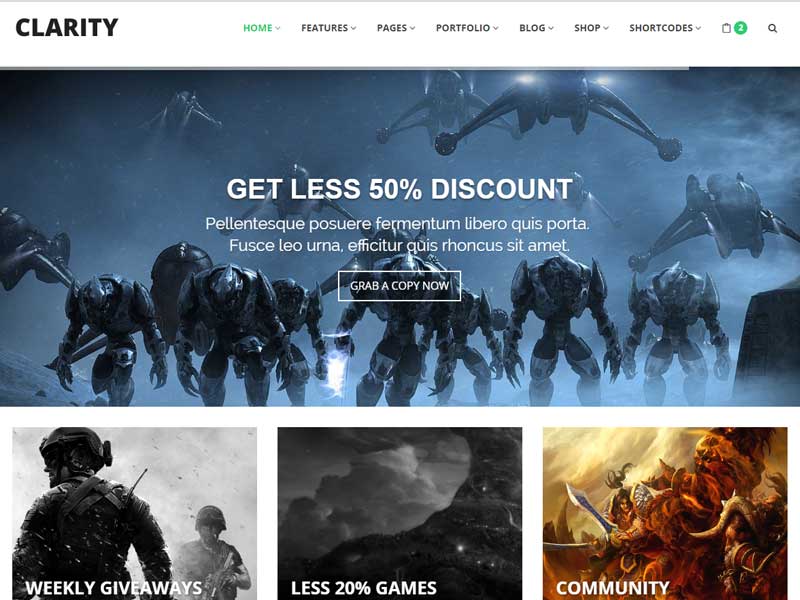 CLARITY
HOME FEATURES PAGES PORTFOLIO BLOG SHOP SHORTCODES 2
GET LESS 50% DISCOUNT
Pellentesque posuere fermentum libero quis porta.
Fusce leo urna, efficitur quis rhoncus sit amet.
GRAB A COPY NOW
WEEKLY GIVEAWAYS
LESS 20% GAMES
COMMUNITY